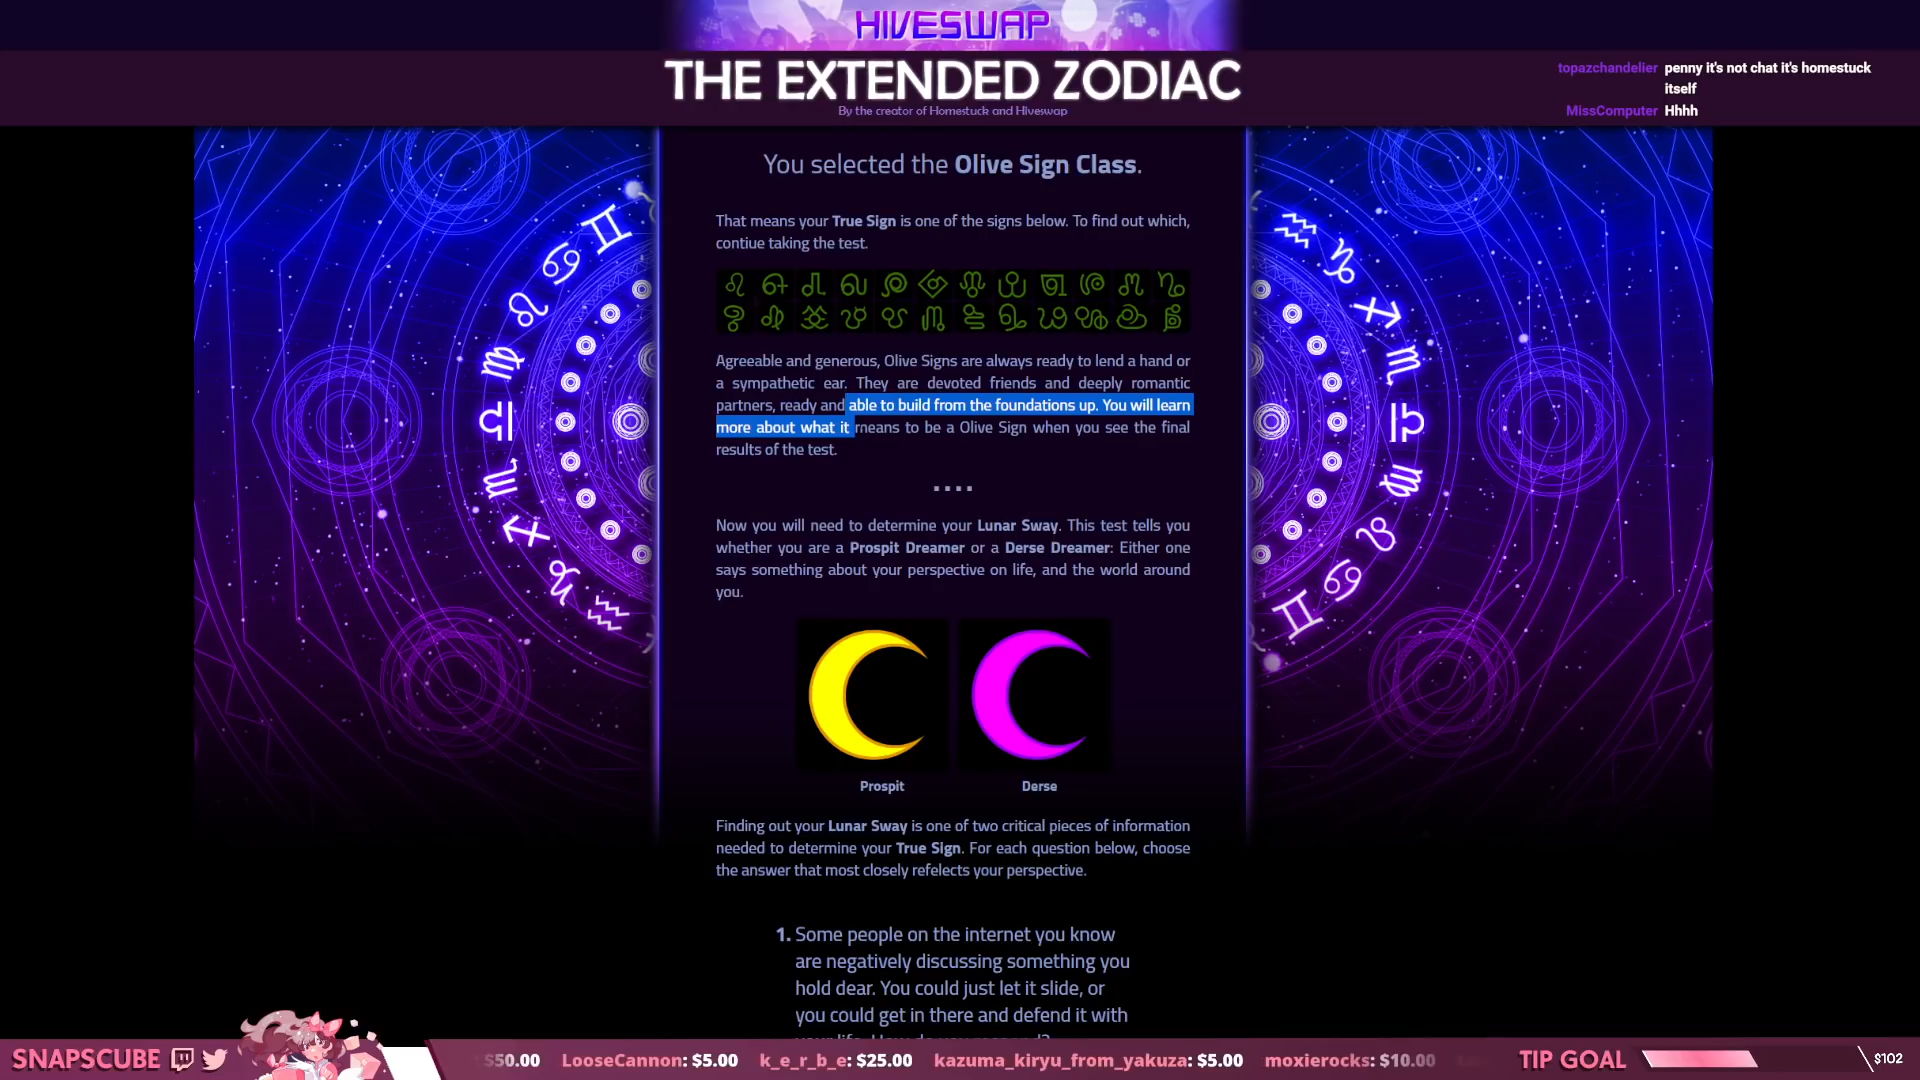 HIVESWAP
THE EXTENDED ZODIAC
By the creator of Homestuck and Hiveswap
topazchandelier penny it's not chat it's homestuck
itself
MissComputer Hhhh
You selected the Olive Sign Class.
That means your True Sign is one of the signs below. To find out which,
contiue taking the test.
Agreeable and generous, Olive Signs are always ready to lend a hand or
a sympathetic ear. They are devoted friends and deeply romantic
partners, ready and able to build from the foundations up. You will learn
more about what it means to be a Olive Sign when you see the final
results of the test.
....
Now you will need to determine your Lunar Sway. This test tells you
whether you are a Prospit Dreamer or a Derse Dreamer: Either one
says something about your perspective on life, and the world around
you.
Prospit
Derse
Finding out your Lunar Sway is one of two critical pieces of information
needed to determine your True Sign. For each question below, choose
the answer that most closely refelects your perspective.
1. Some people on the internet you know
are negatively discussing something you
hold dear. You could just let it slide, or
you could get in there and defend it with
SNAPSCUBE
$50.00 LooseCannon: $5.00 k_e_r_b_e: $25.00 kazuma_kiryu_from_yakuza: $5.00 moxierocks: $10.00
TIP GOAL
$102